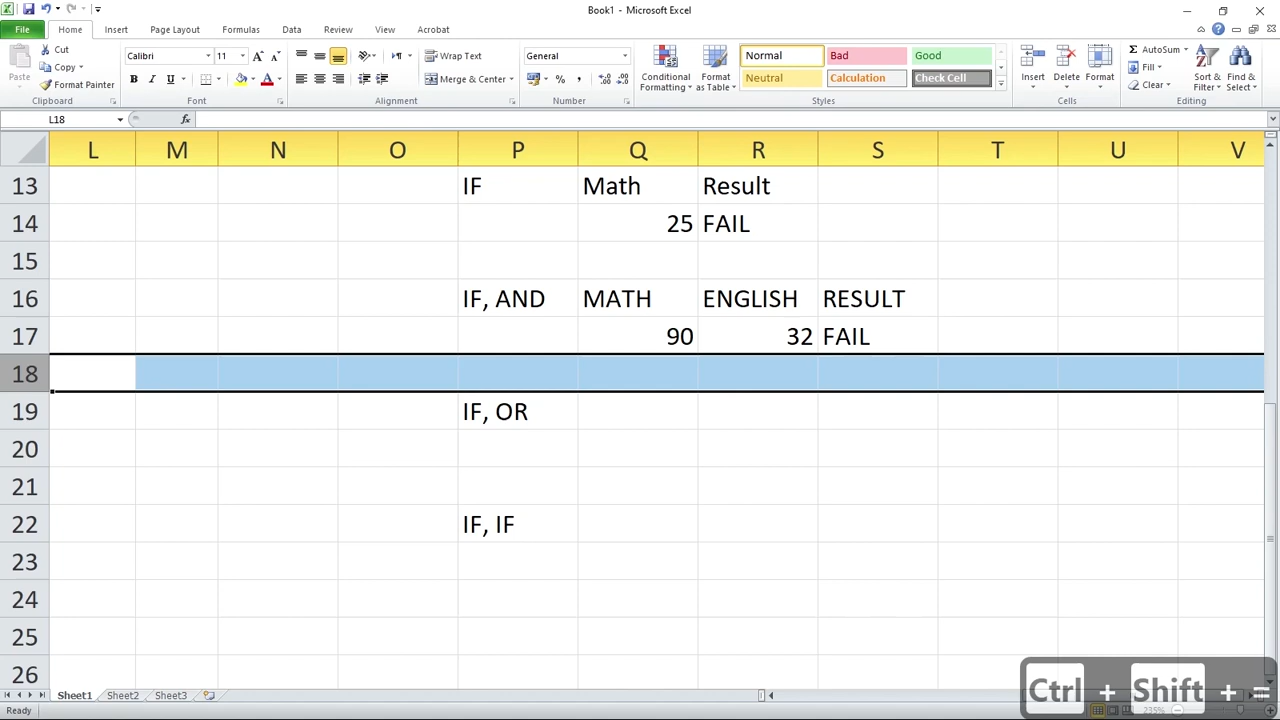 Book1 - Microsoft Excel
File Home Insert Page Layout Formulas Data Review View Acrobat
Paste
Cut
Copy
Format Painter
Clipboard
Calibri 11
B I U
Font
Wrap Text
Merge & Center
Alignment
General
Number
Conditional Formatting
Format as Table
Normal Bad Good
Neutral Calculation Check Cell
Styles
Insert Delete Format
Cells
AutoSum
Fill
Clear
Sort & Filter
Find & Select
Editing
L18 fx
L M N O P Q R S T U V
13 IF Math Result
14 25 FAIL
15
16 IF, AND MATH ENGLISH RESULT
17 90 32 FAIL
18
19 IF, OR
20
21
22 IF, IF
23
24
25
26
Sheet1 Sheet2 Sheet3
Ctrl + Shift + =
Ready 235%